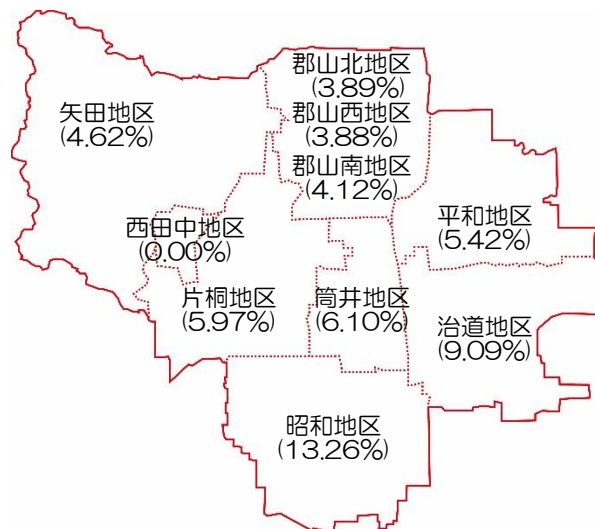 郡山北地区
(3.89%)
矢田地区
(4.62%)
郡山西地区
(3.88%)
郡山南地区
(4.12%)
平和地区
(5.42%)
西田中地区
(0.00%)
片桐地区
(5.97%)
筒井地区
(6.10%)
治道地区
(9.09%)
昭和地区
(13.26%)